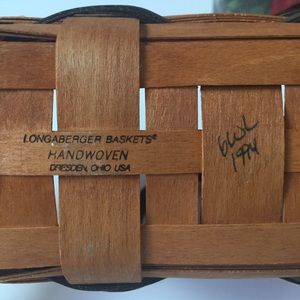 LONGABERGER BASKETS®
HANDWOVEN
DRESDEN, OHIO USA
1994